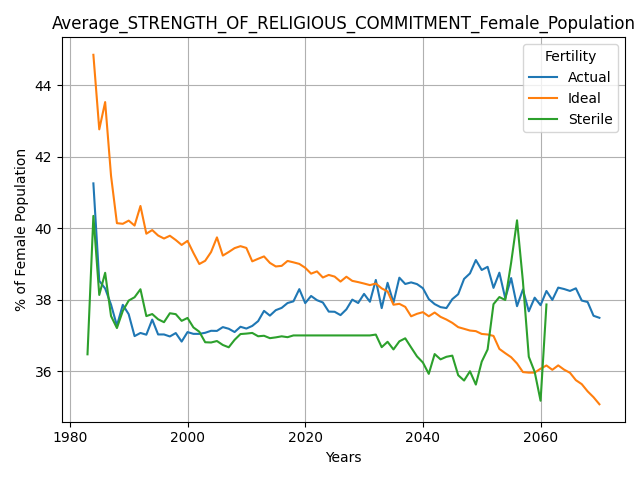 Average_STRENGTH_OF_RELIGIOUS_COMMITMENT_Female_Population
Fertility
Actual
Ideal
Sterile
% of Female Population
44
42
40
38
36
1980
2000
2020
2040
2060
Years